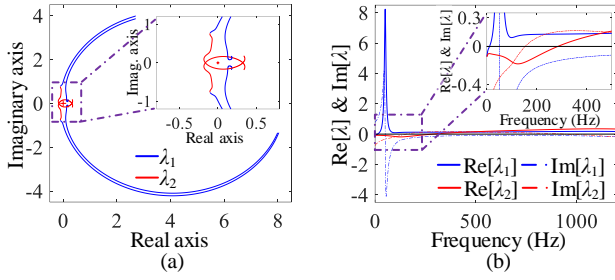 4
2
0
-2
-4
Imaginary axis
0 2 4 6 8
Real axis
1
0
-1
Imag. axis
-0.5 0 0.5
Real axis
λ1
λ2
(a)
8
6
4
2
0
-2
-4
Re[λ] & Im[λ]
0 500 1000
Frequency (Hz)
0.3
0
-0.4
Re[λ] & Im[λ]
0 200 400
Frequency (Hz)
Re[λ1] Im[λ1]
Re[λ2] Im[λ2]
(b)